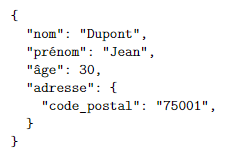 {
  "nom": "Dupont",
  "prénom": "Jean",
  "âge": 30,
  "adresse": {
    "code_postal": "75001",
  }
}